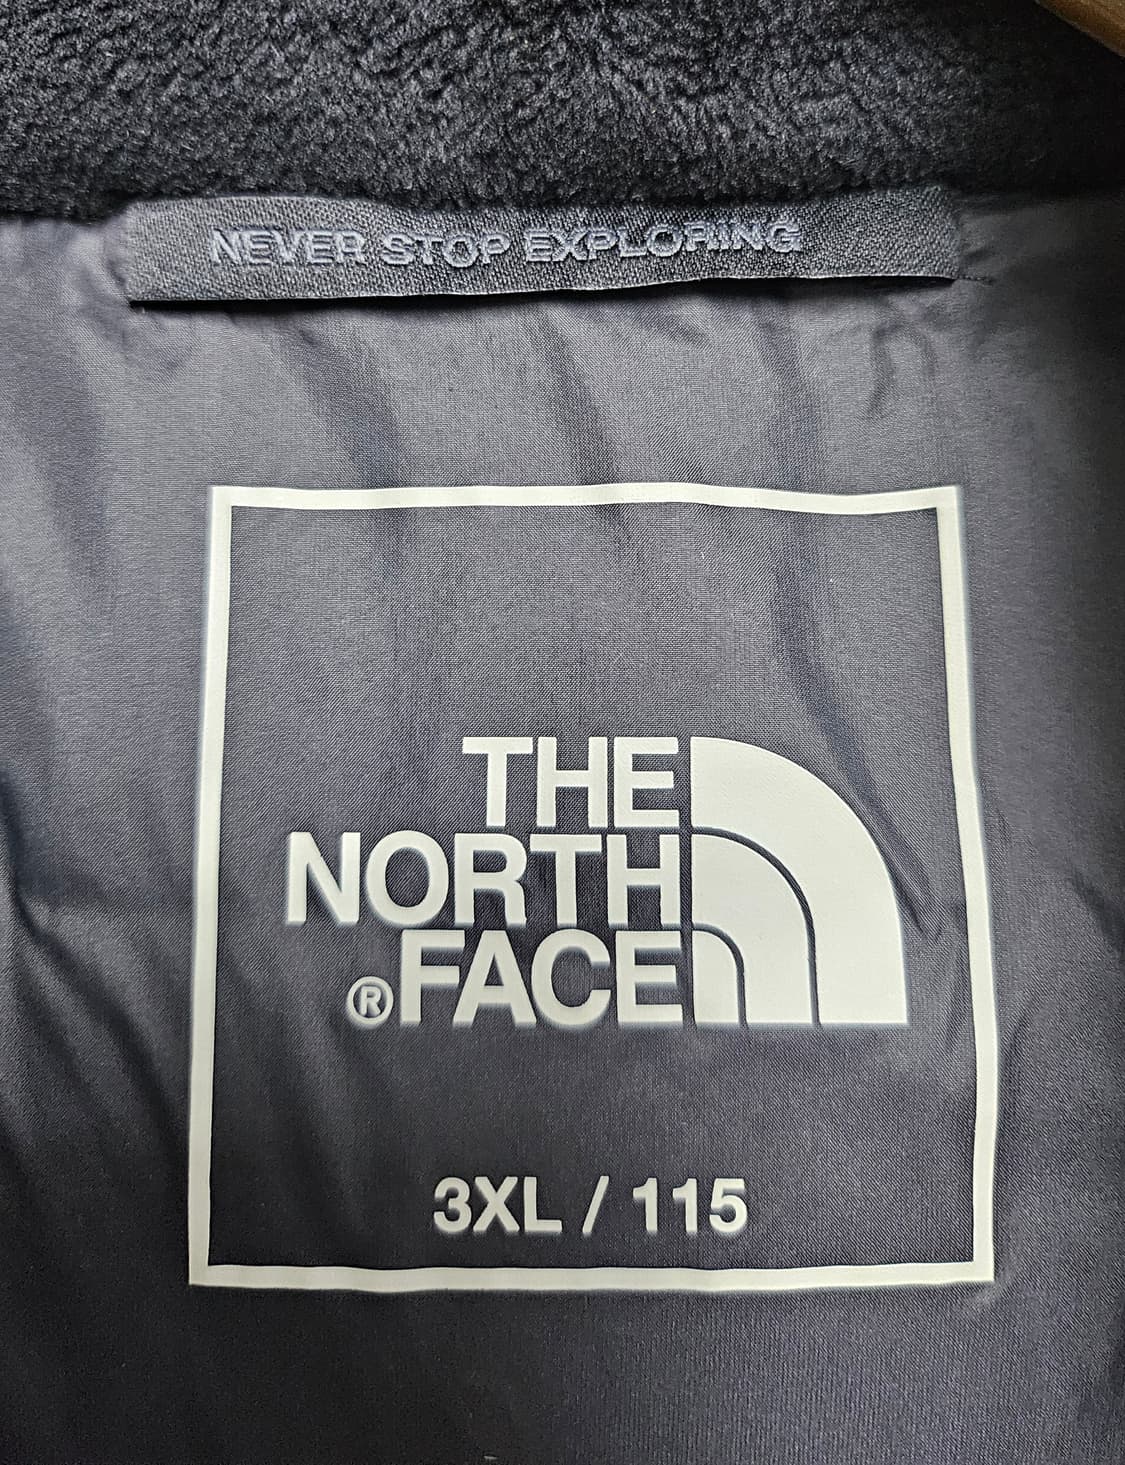 NEVER STOP EXPLORING
THE
NORTH
®FACE
3XL / 115